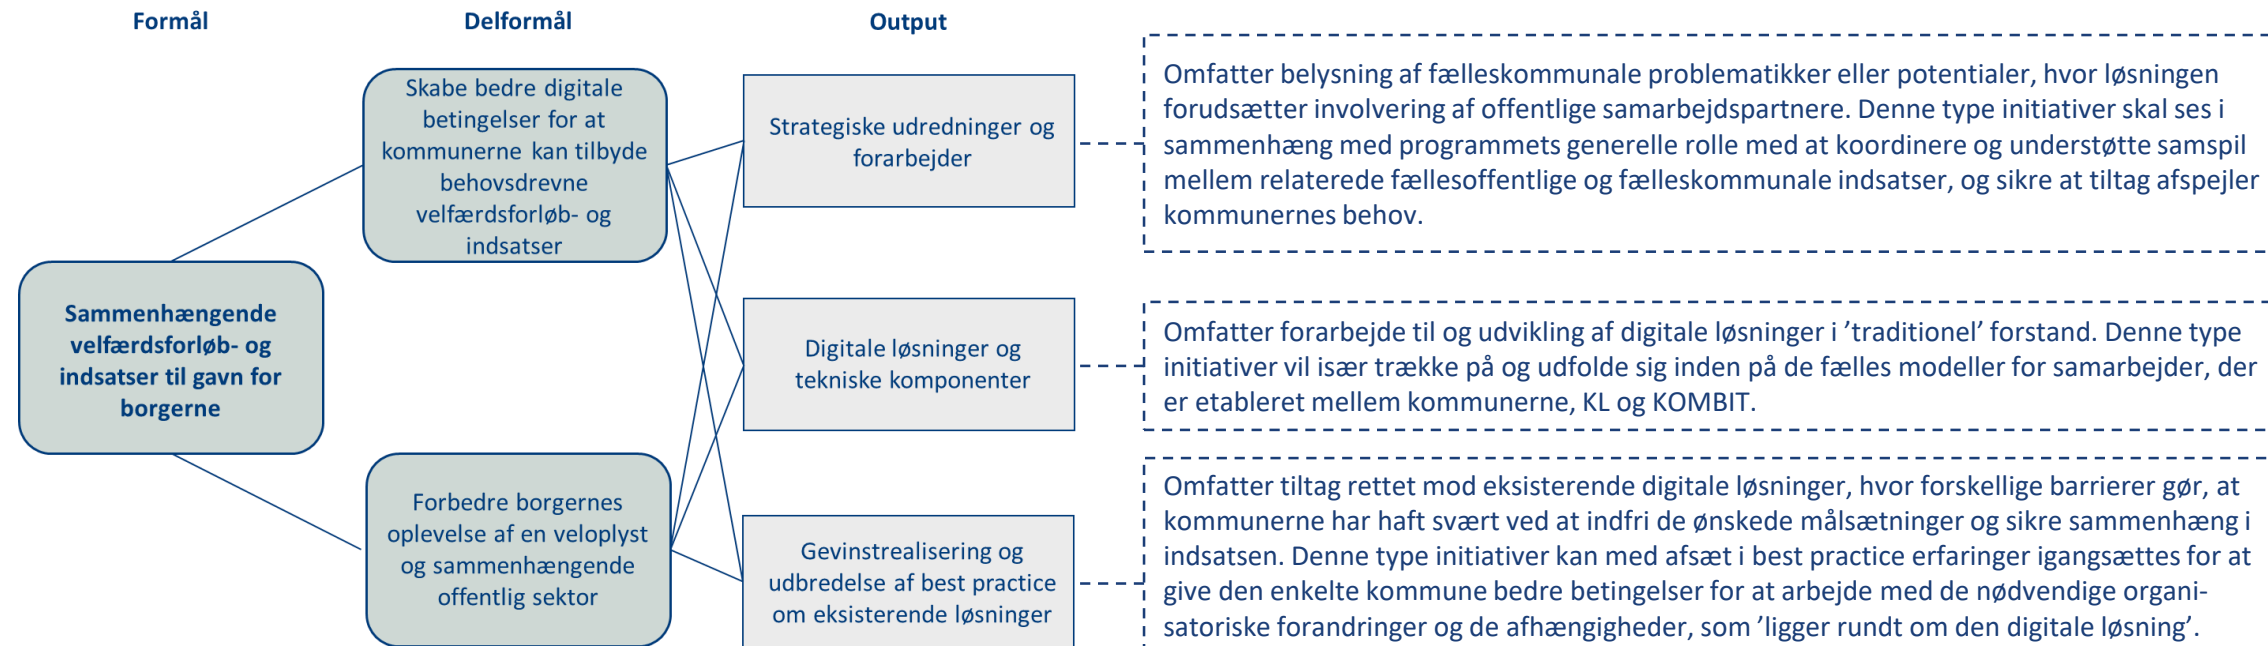 Formål
Delformål
Output
Sammenhængende
velfærdsforløb- og
indsatser til gavn for
borgerne
Skabe bedre digitale
betingelser for at
kommunerne kan tilbyde
behovsdrevne
velfærdsforløb- og
indsatser
Forbedre borgernes
oplevelse af en veloplyst
og sammenhængende
offentlig sektor
Strategiske udredninger og
forarbejder
Omfatter belysning af fælleskommunale problematikker eller potentialer, hvor løsningen
forudsætter involvering af offentlige samarbejdspartnere. Denne type initiativer skal ses i
sammenhæng med programmets generelle rolle med at koordinere og understøtte samspil
mellem relaterede fællesoffentlige og fælleskommunale indsatser, og sikre at tiltag afspejler
kommunernes behov.
Digitale løsninger og
tekniske komponenter
Omfatter forarbejde til og udvikling af digitale løsninger i ’traditionel’ forstand. Denne type
initiativer vil især trække på og udfolde sig inden på de fælles modeller for samarbejder, der
er etableret mellem kommunerne, KL og KOMBIT.
Gevinstrealisering og
udbredelse af best practice
om eksisterende løsninger
Omfatter tiltag rettet mod eksisterende digitale løsninger, hvor forskellige barrierer gør, at
kommunerne har haft svært ved at indfri de ønskede målsætninger og sikre sammenhæng i
indsatsen. Denne type initiativer kan med afsæt i best practice erfaringer igangsættes for at
give den enkelte kommune bedre betingelser for at arbejde med de nødvendige organi-
satoriske forandringer og de afhængigheder, som ’ligger rundt om den digitale løsning’.